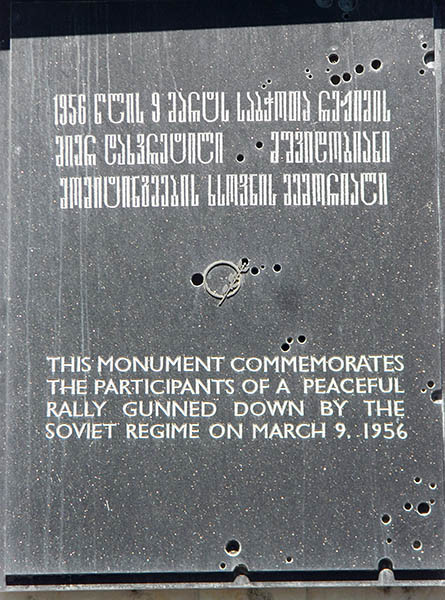 1956 წლის 9 მარტს საბჭოთა რეჟიმის
მიერ დახვრეტილი მშვიდობიანი
მომიტინგეების ხსოვნის მემორიალი
THIS MONUMENT COMMEMORATES
THE PARTICIPANTS OF A PEACEFUL
RALLY GUNNED DOWN BY THE
SOVIET REGIME ON MARCH 9, 1956